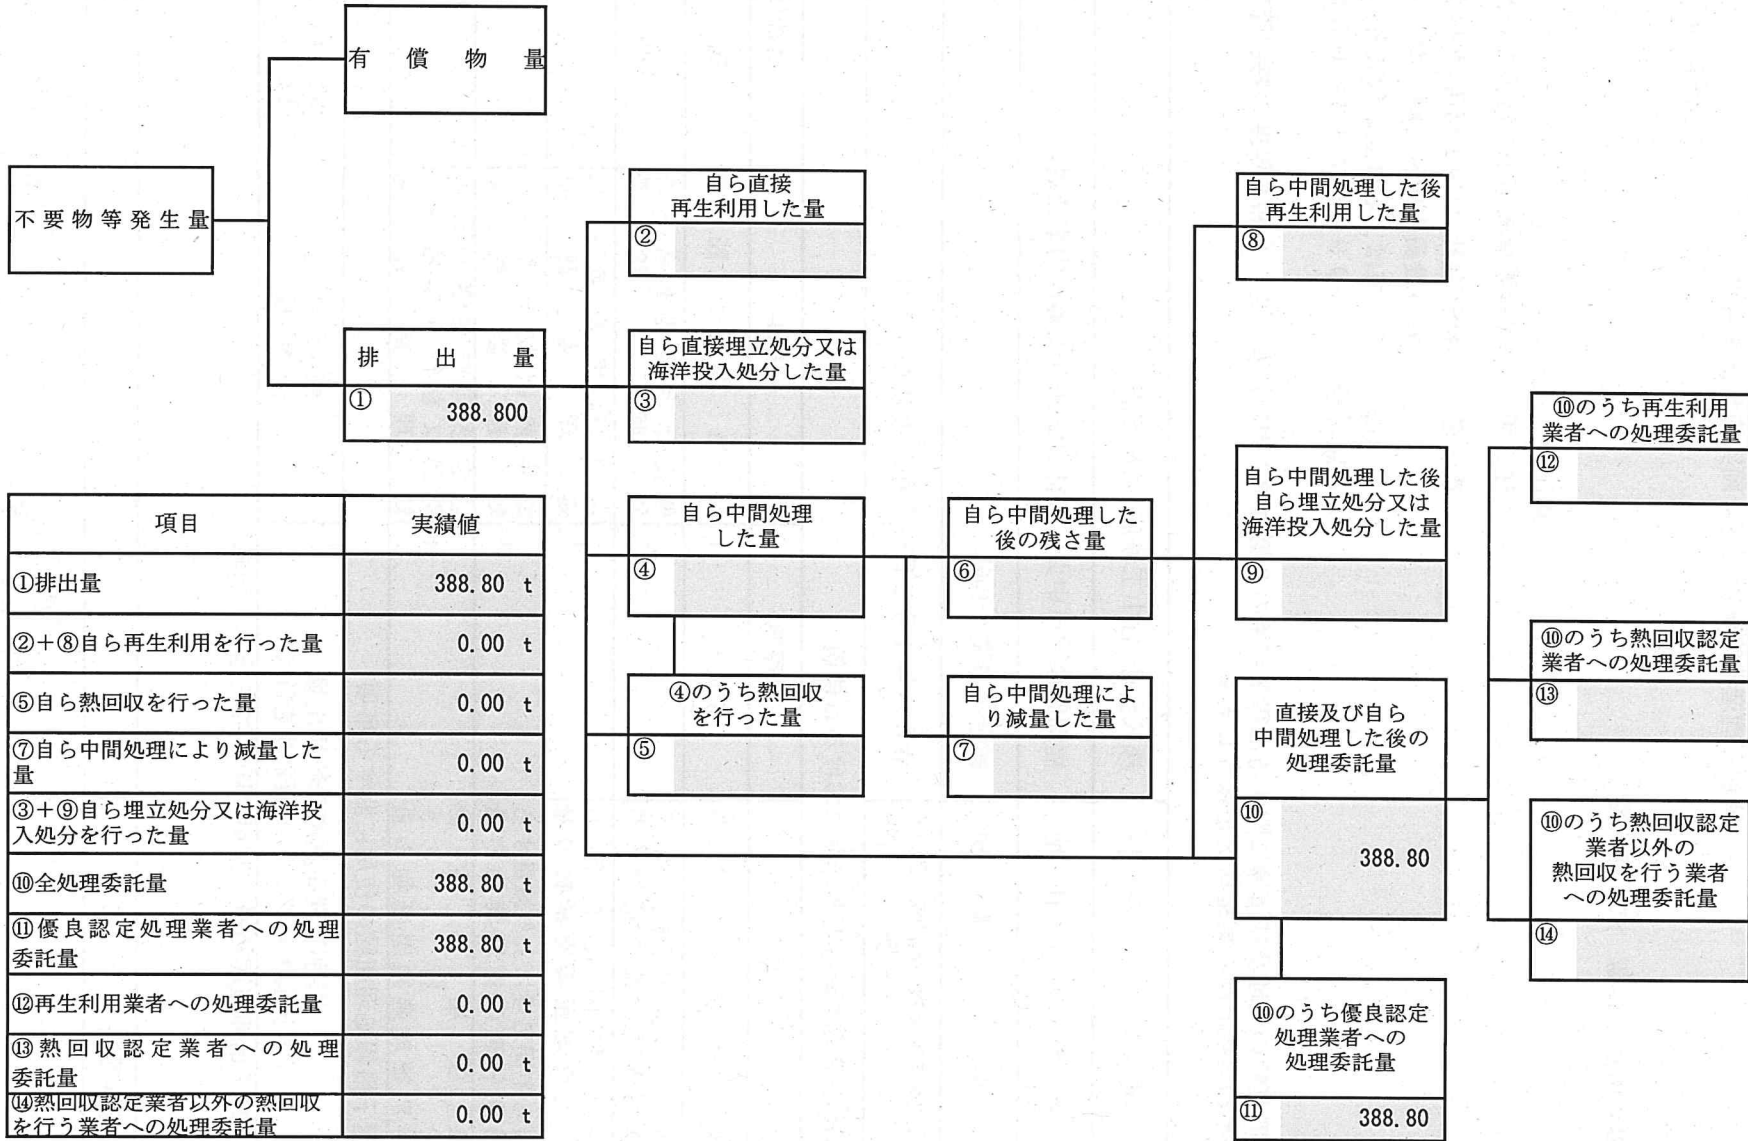 有償物量
不要物等発生量
排出量
① 388.800
自ら直接
再生利用した量
②
自ら直接埋立処分又は
海洋投入処分した量
③
自ら中間処理
した量
④
④のうち熱回収
を行った量
⑤
自ら中間処理した
後の残さ量
⑥
自ら中間処理によ
り減量した量
⑦
自ら中間処理した後
再生利用した量
⑧
自ら中間処理した後
自ら埋立処分又は
海洋投入処分した量
⑨
直接及び自ら
中間処理した後の
処理委託量
⑩ 388.80
⑩のうち優良認定
処理業者への
処理委託量
⑪ 388.80
⑩のうち再生利用
業者への処理委託量
⑫
⑩のうち熱回収認定
業者への処理委託量
⑬
⑩のうち熱回収認定
業者以外の
熱回収を行う業者
への処理委託量
⑭
項目 実績値
①排出量 388.80 t
②+⑧自ら再生利用を行った量 0.00 t
⑤自ら熱回収を行った量 0.00 t
⑦自ら中間処理により減量した
量 0.00 t
③+⑨自ら埋立処分又は海洋投
入処分を行った量 0.00 t
⑩全処理委託量 388.80 t
⑪優良認定処理業者への処理
委託量 388.80 t
⑫再生利用業者への処理委託量 0.00 t
⑬熱回収認定業者への処理
委託量 0.00 t
⑭熱回収認定業者以外の熱回収
を行う業者への処理委託量 0.00 t